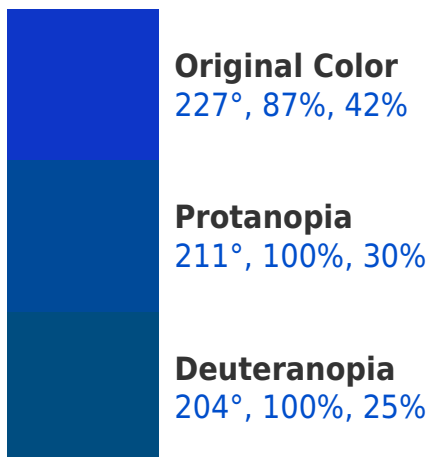 Original Color
227°, 87%, 42%
Protanopia
211°, 100%, 30%
Deuteranopia
204°, 100%, 25%